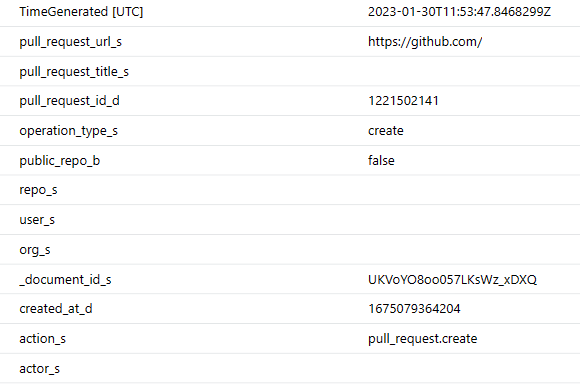 TimeGenerated [UTC] 2023-01-30T11:53:47.8468299Z
pull_request_url_s https://github.com/
pull_request_title_s
pull_request_id_d 1221502141
operation_type_s create
public_repo_b false
repo_s
user_s
org_s
_document_id_s UKVoYO8oo057LKsWz_xDXQ
created_at_d 1675079364204
action_s pull_request.create
actor_s